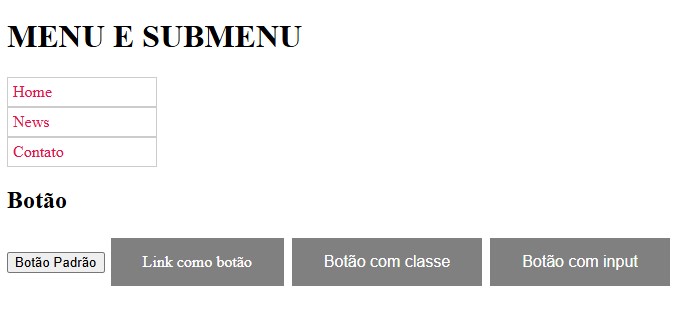 MENU E SUBMENU
Home
News
Contato
Botão
Botão Padrão Link como botão Botão com classe Botão com input